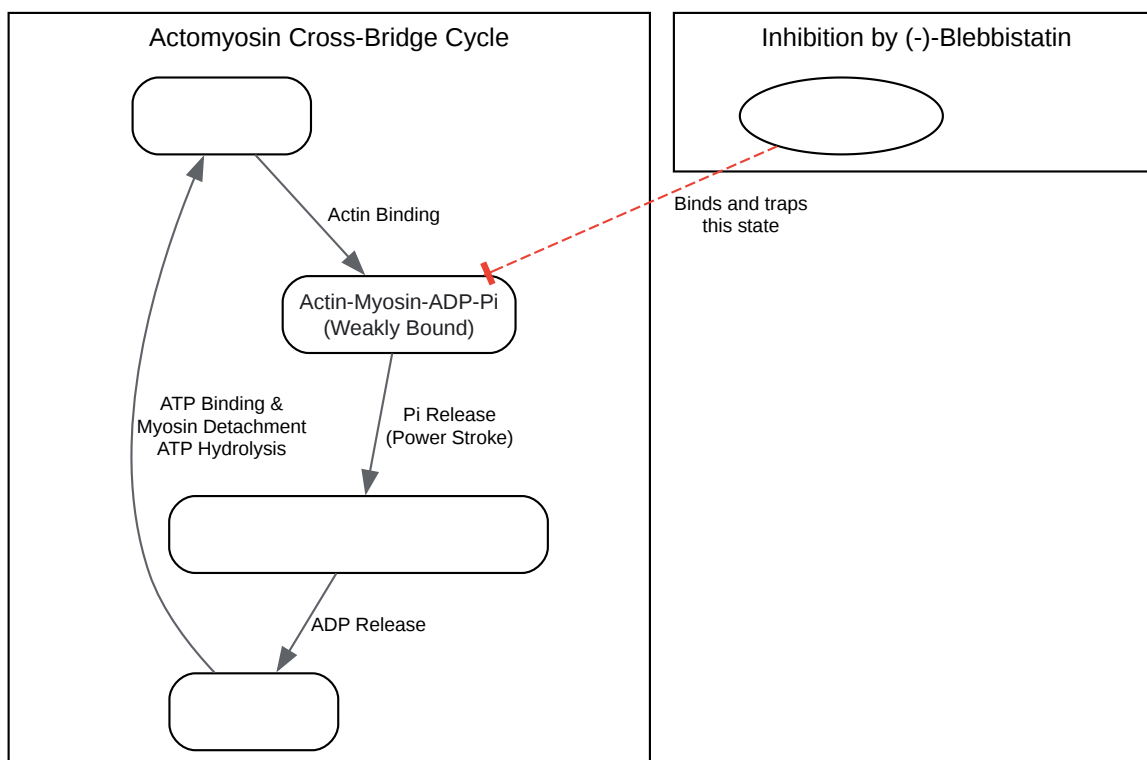 Actomyosin Cross-Bridge Cycle
Inhibition by (-)-Blebbistatin
Actin Binding
Binds and traps
this state
Actin-Myosin-ADP-Pi
(Weakly Bound)
ATP Binding &
Myosin Detachment
ATP Hydrolysis
Pi Release
(Power Stroke)
ADP Release